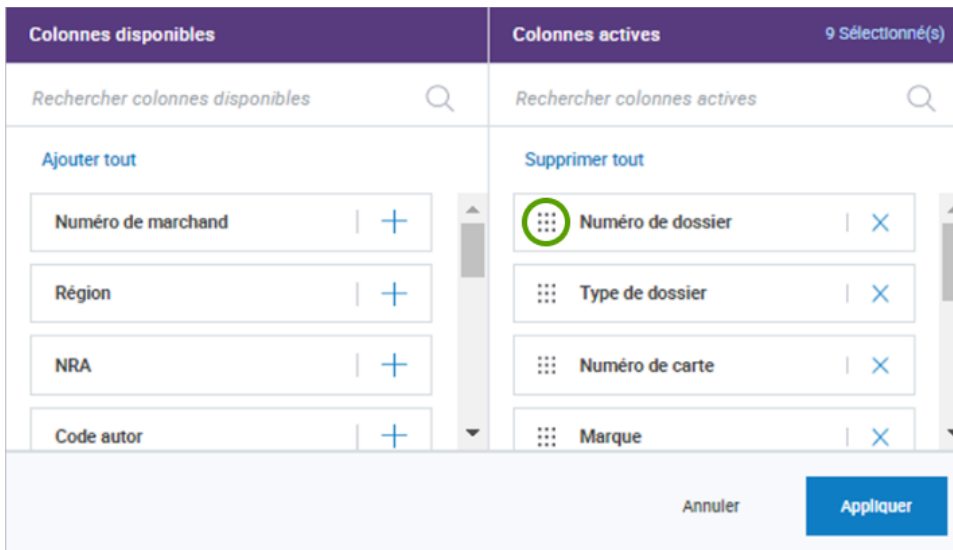 Colonnes disponibles
Colonnes actives
9 Sélectionné(s)
Rechercher colonnes disponibles
Rechercher colonnes actives
Ajouter tout
Supprimer tout
Numéro de marchand
Numéro de dossier
Région
Type de dossier
NRA
Numéro de carte
Code autor
Marque
Annuler
Appliquer